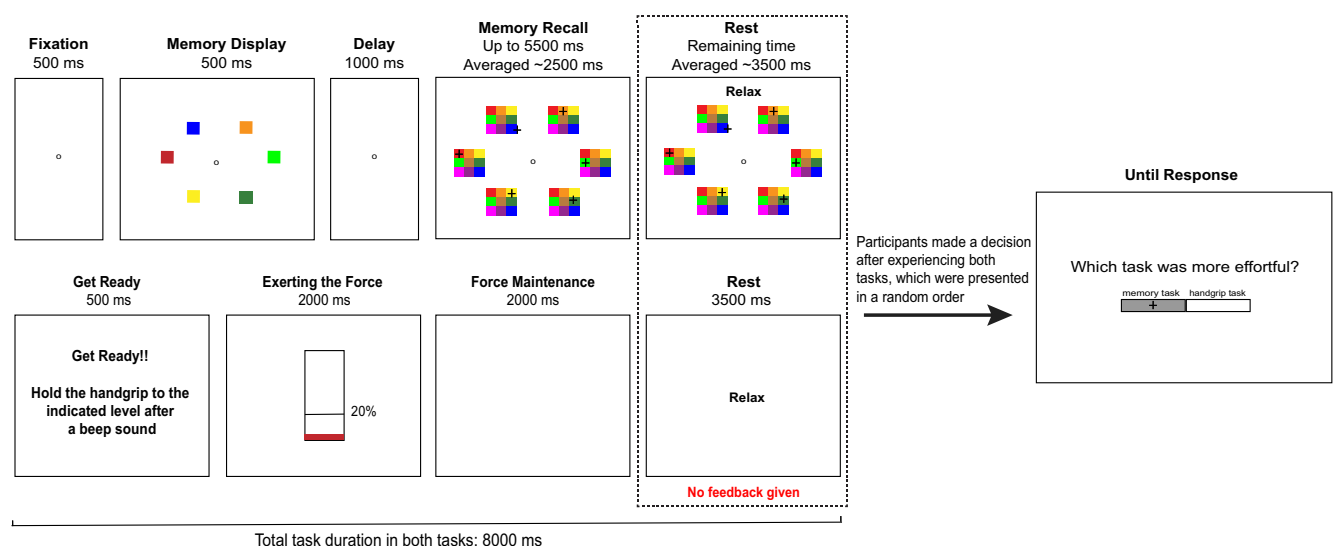 Fixation
500 ms
Memory Display
500 ms
Delay
1000 ms
Memory Recall
Up to 5500 ms
Averaged ~2500 ms
Rest
Remaining time
Averaged ~3500 ms
Relax
Get Ready
500 ms
Get Ready!!
Hold the handgrip to the
indicated level after
a beep sound
Exerting the Force
2000 ms
20%
Force Maintenance
2000 ms
Rest
3500 ms
Relax
No feedback given
Total task duration in both tasks: 8000 ms
Participants made a decision
after experiencing both
tasks, which were presented
in a random order
Until Response
Which task was more effortful?
memory task handgrip task